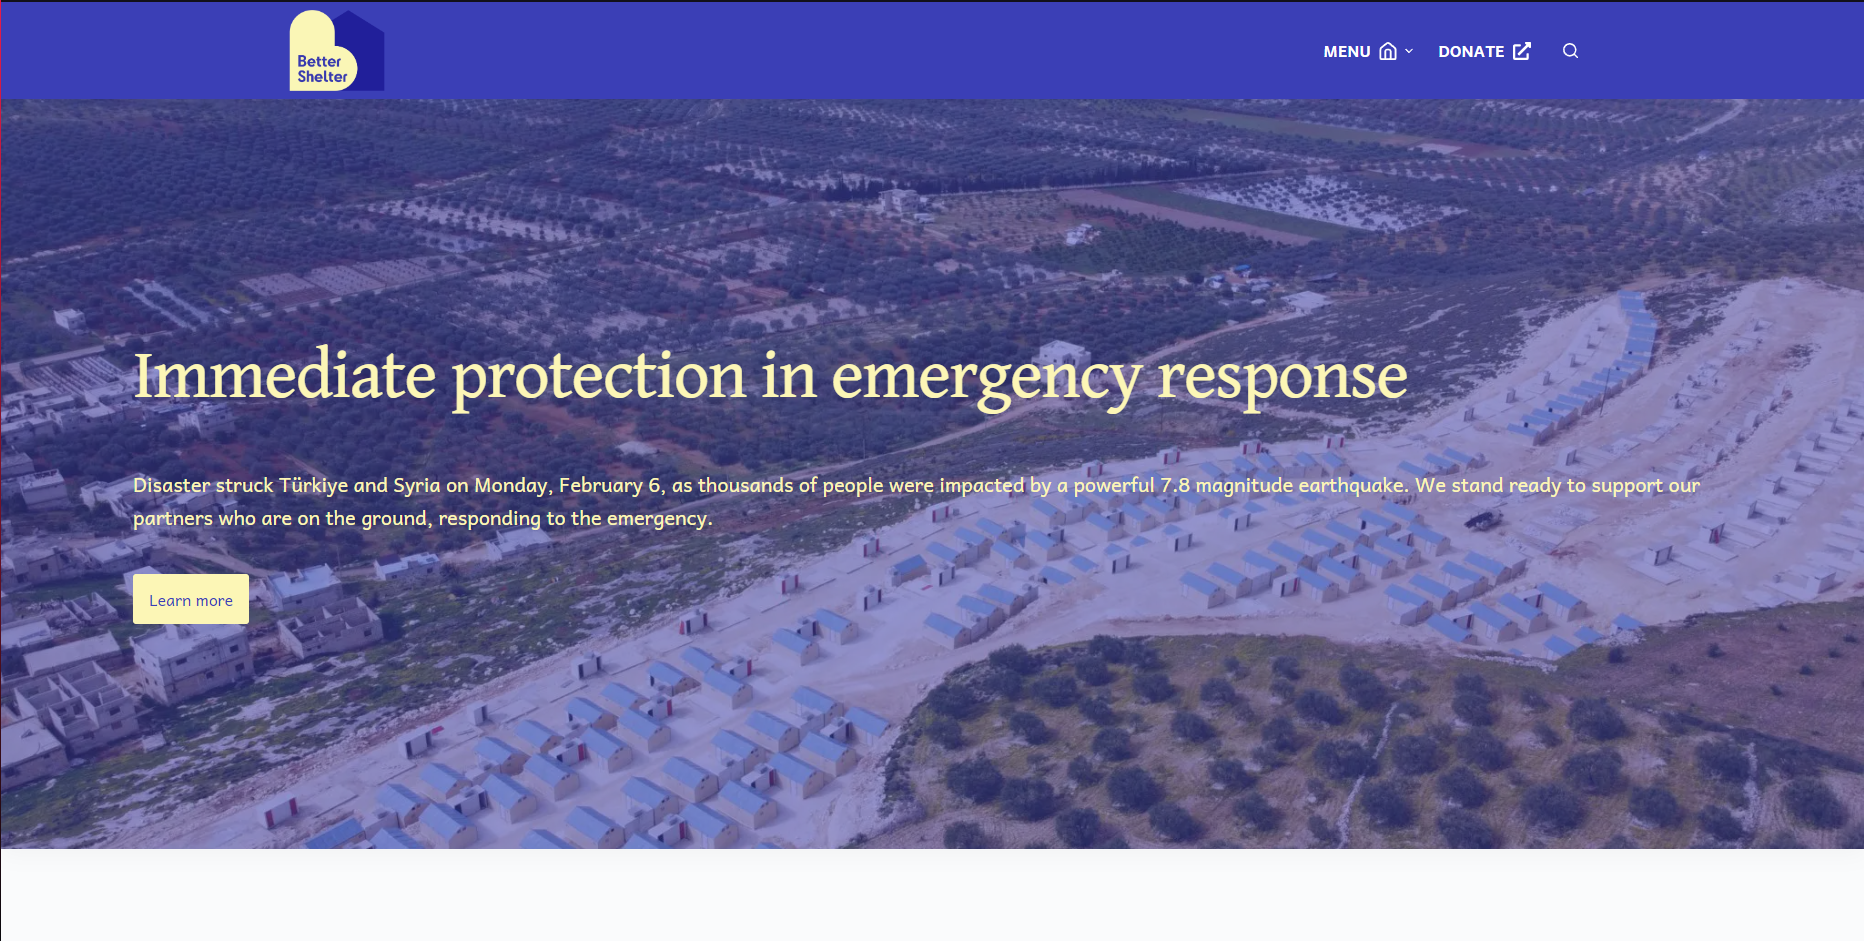 Better
Shelter
MENU
DONATE
Immediate protection in emergency response
Disaster struck Türkiye and Syria on Monday, February 6, as thousands of people were impacted by a powerful 7.8 magnitude earthquake. We stand ready to support our
partners who are on the ground, responding to the emergency.
Learn more